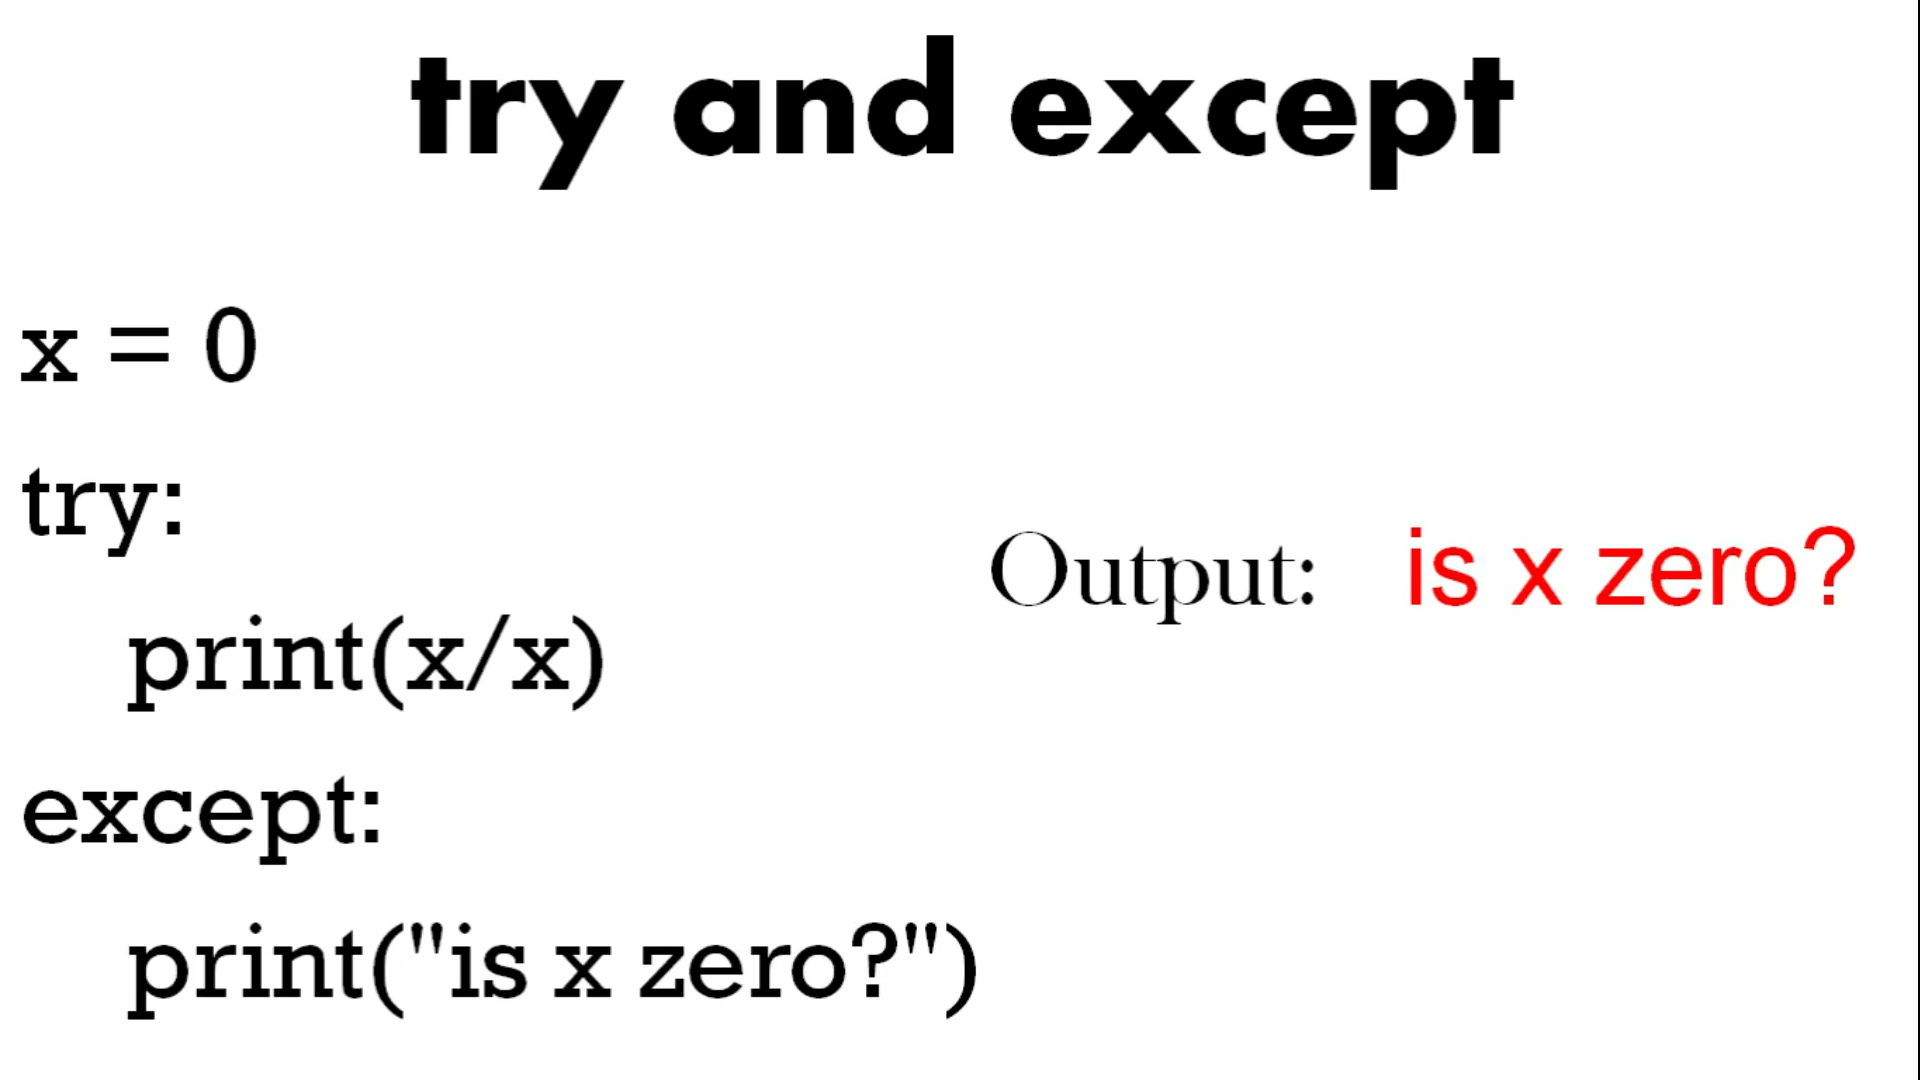 try and except
x = 0
try:
print(x/x)
except:
print("is x zero?")
Output: is x zero?